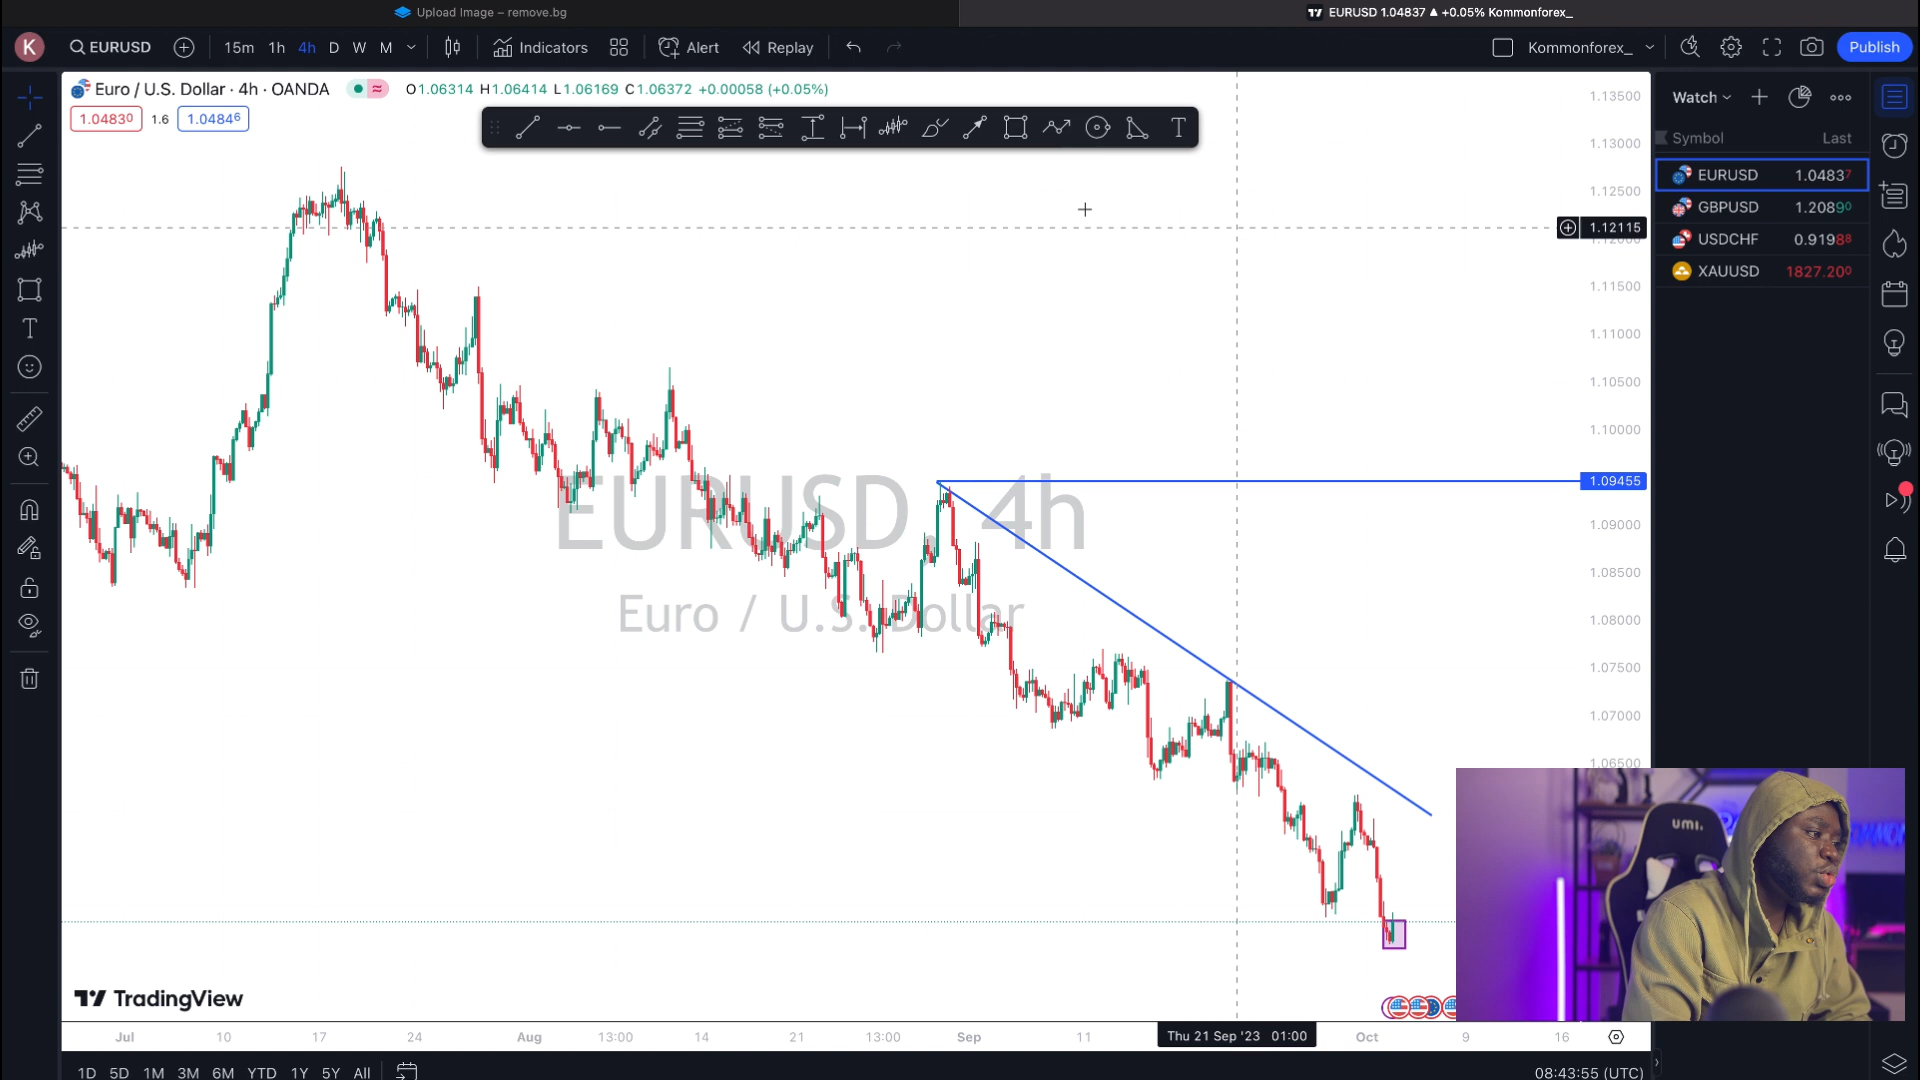 Upload Image – remove.bg
EURUSD 1.04837 ▲ +0.05% Kommonforex_
K
EURUSD
15m 1h 4h D W M
Indicators
Alert
Replay
Kommonforex_
Publish
Euro / U.S. Dollar · 4h · OANDA
O1.06314 H1.06414 L1.06169 C1.06372 +0.00058 (+0.05%)
1.04830 1.6 1.04846
Watch
Symbol Last
EURUSD 1.04837
GBPUSD 1.20890
USDCHF 0.91988
XAUUSD 1827.200
1.13500
1.13000
1.12500
1.12115
1.12000
1.11500
1.11000
1.10500
1.10000
1.09455
1.09000
1.08500
1.08000
1.07500
1.07000
1.06500
EURUSD, 4h
Euro / U.S. Dollar
umi.
TradingView
Jul 10 17 24 Aug 13:00 14 21 13:00 Sep 11 Thu 21 Sep '23 01:00 Oct 9 16
1D 5D 1M 3M 6M YTD 1Y 5Y All
08:43:55 (UTC)